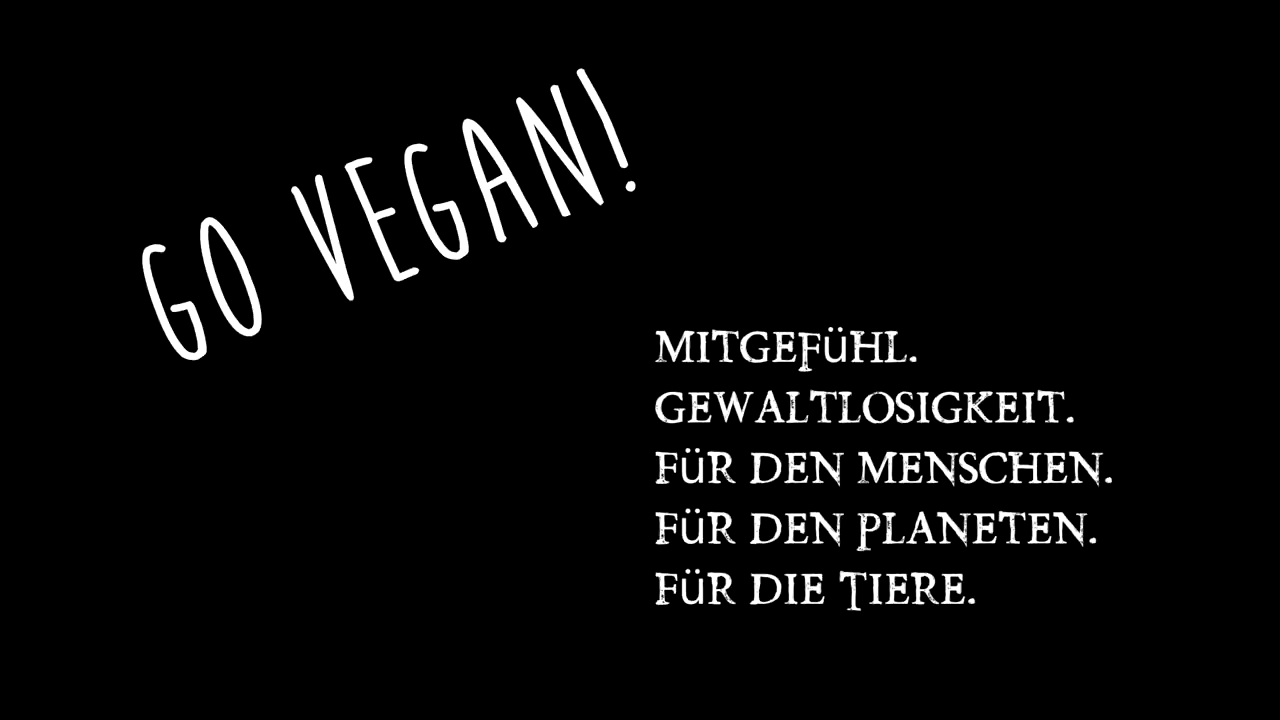 GO VEGAN!
MITGEFÜHL.
GEWALTLOSIGKEIT.
FÜR DEN MENSCHEN.
FÜR DEN PLANETEN.
FÜR DIE TIERE.